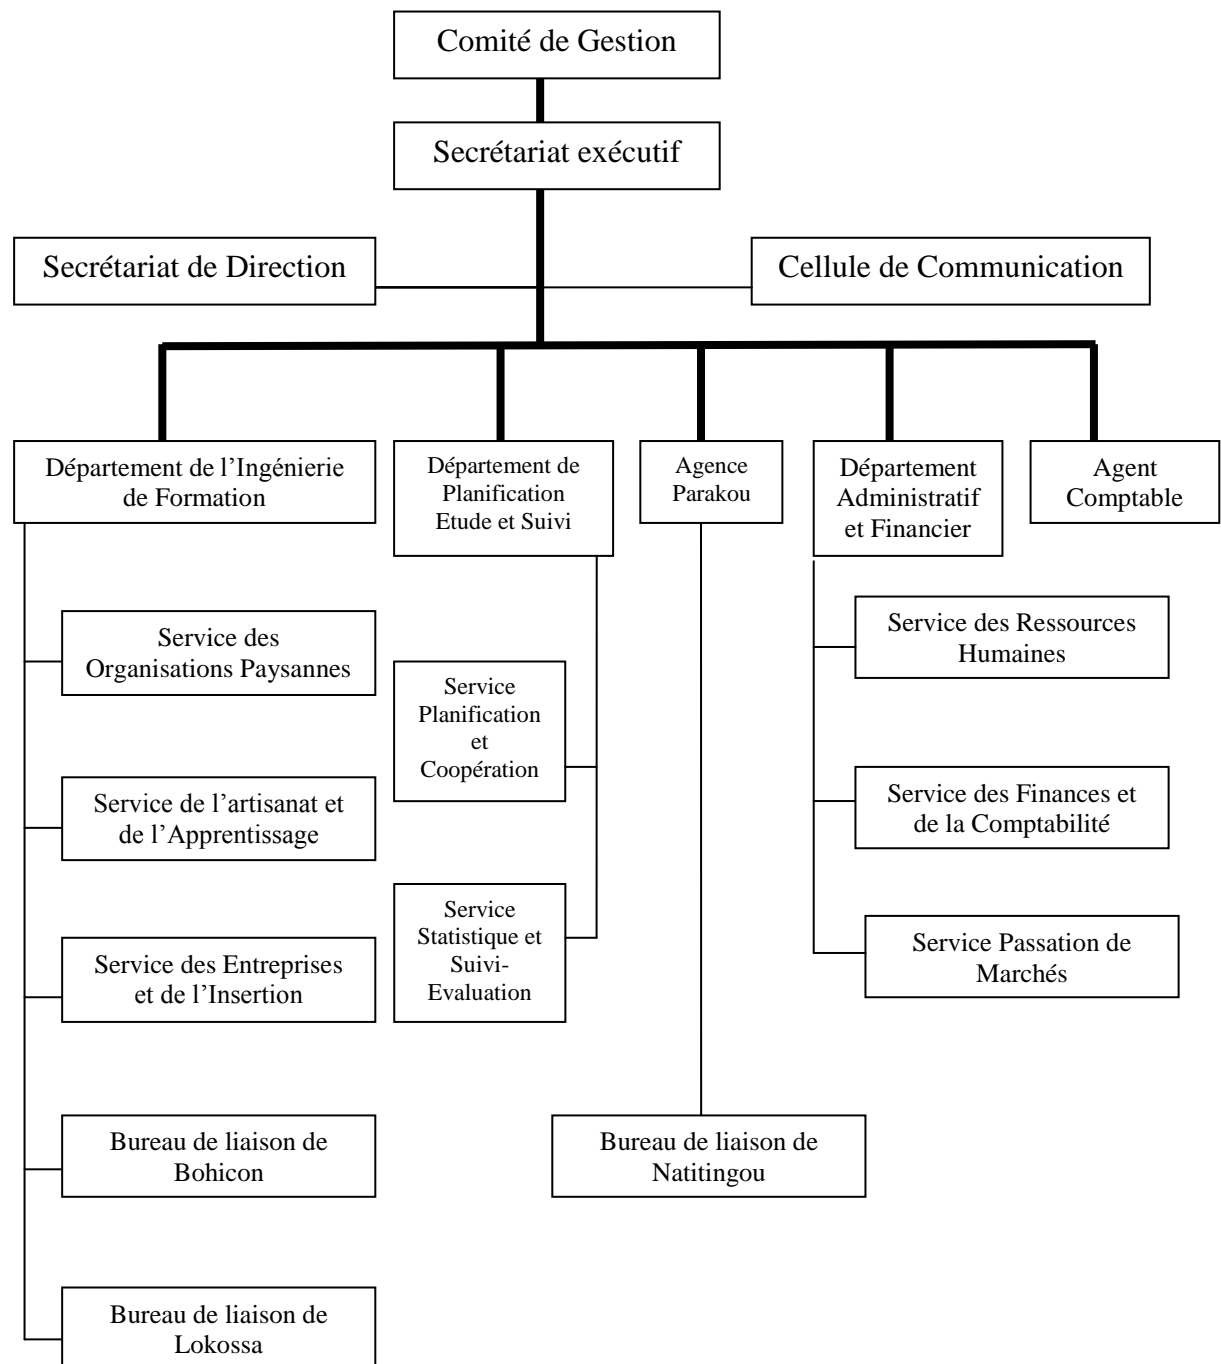 Comité de Gestion
Secrétariat exécutif
Secrétariat de Direction
Cellule de Communication
Département de l’Ingénierie
de Formation
Département de
Planification
Etude et Suivi
Agence
Parakou
Département
Administratif
et Financier
Agent
Comptable
Service des
Organisations Paysannes
Service de l’artisanat et
de l’Apprentissage
Service des Entreprises
et de l’Insertion
Bureau de liaison de
Bohicon
Bureau de liaison de
Lokossa
Service
Planification
et
Coopération
Service
Statistique et
Suivi-
Evaluation
Bureau de liaison de
Natitingou
Service des Ressources
Humaines
Service des Finances et
de la Comptabilité
Service Passation de
Marchés